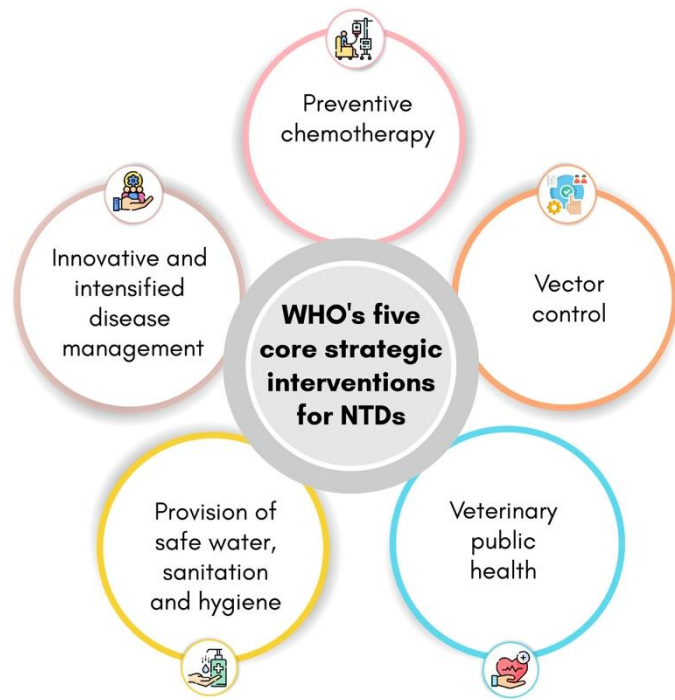 Preventive
chemotherapy
Innovative and
intensified
disease
management
WHO's five
core strategic
interventions
for NTDs
Vector
control
Provision of
safe water,
sanitation
and hygiene
Veterinary
public
health